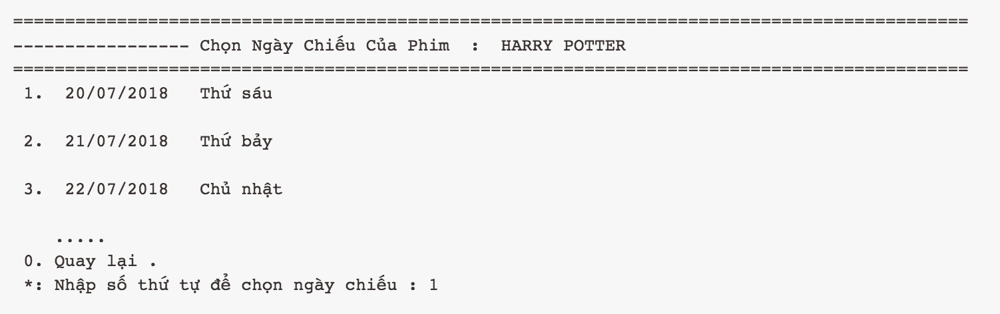 ============================================================================================
----------------- Chọn Ngày Chiếu Của Phim  :  HARRY POTTER
============================================================================================
 1.  20/07/2018   Thứ sáu
 2.  21/07/2018   Thứ bảy
 3.  22/07/2018   Chủ nhật
    .....
 0. Quay lại .
 *: Nhập số thứ tự để chọn ngày chiếu : 1